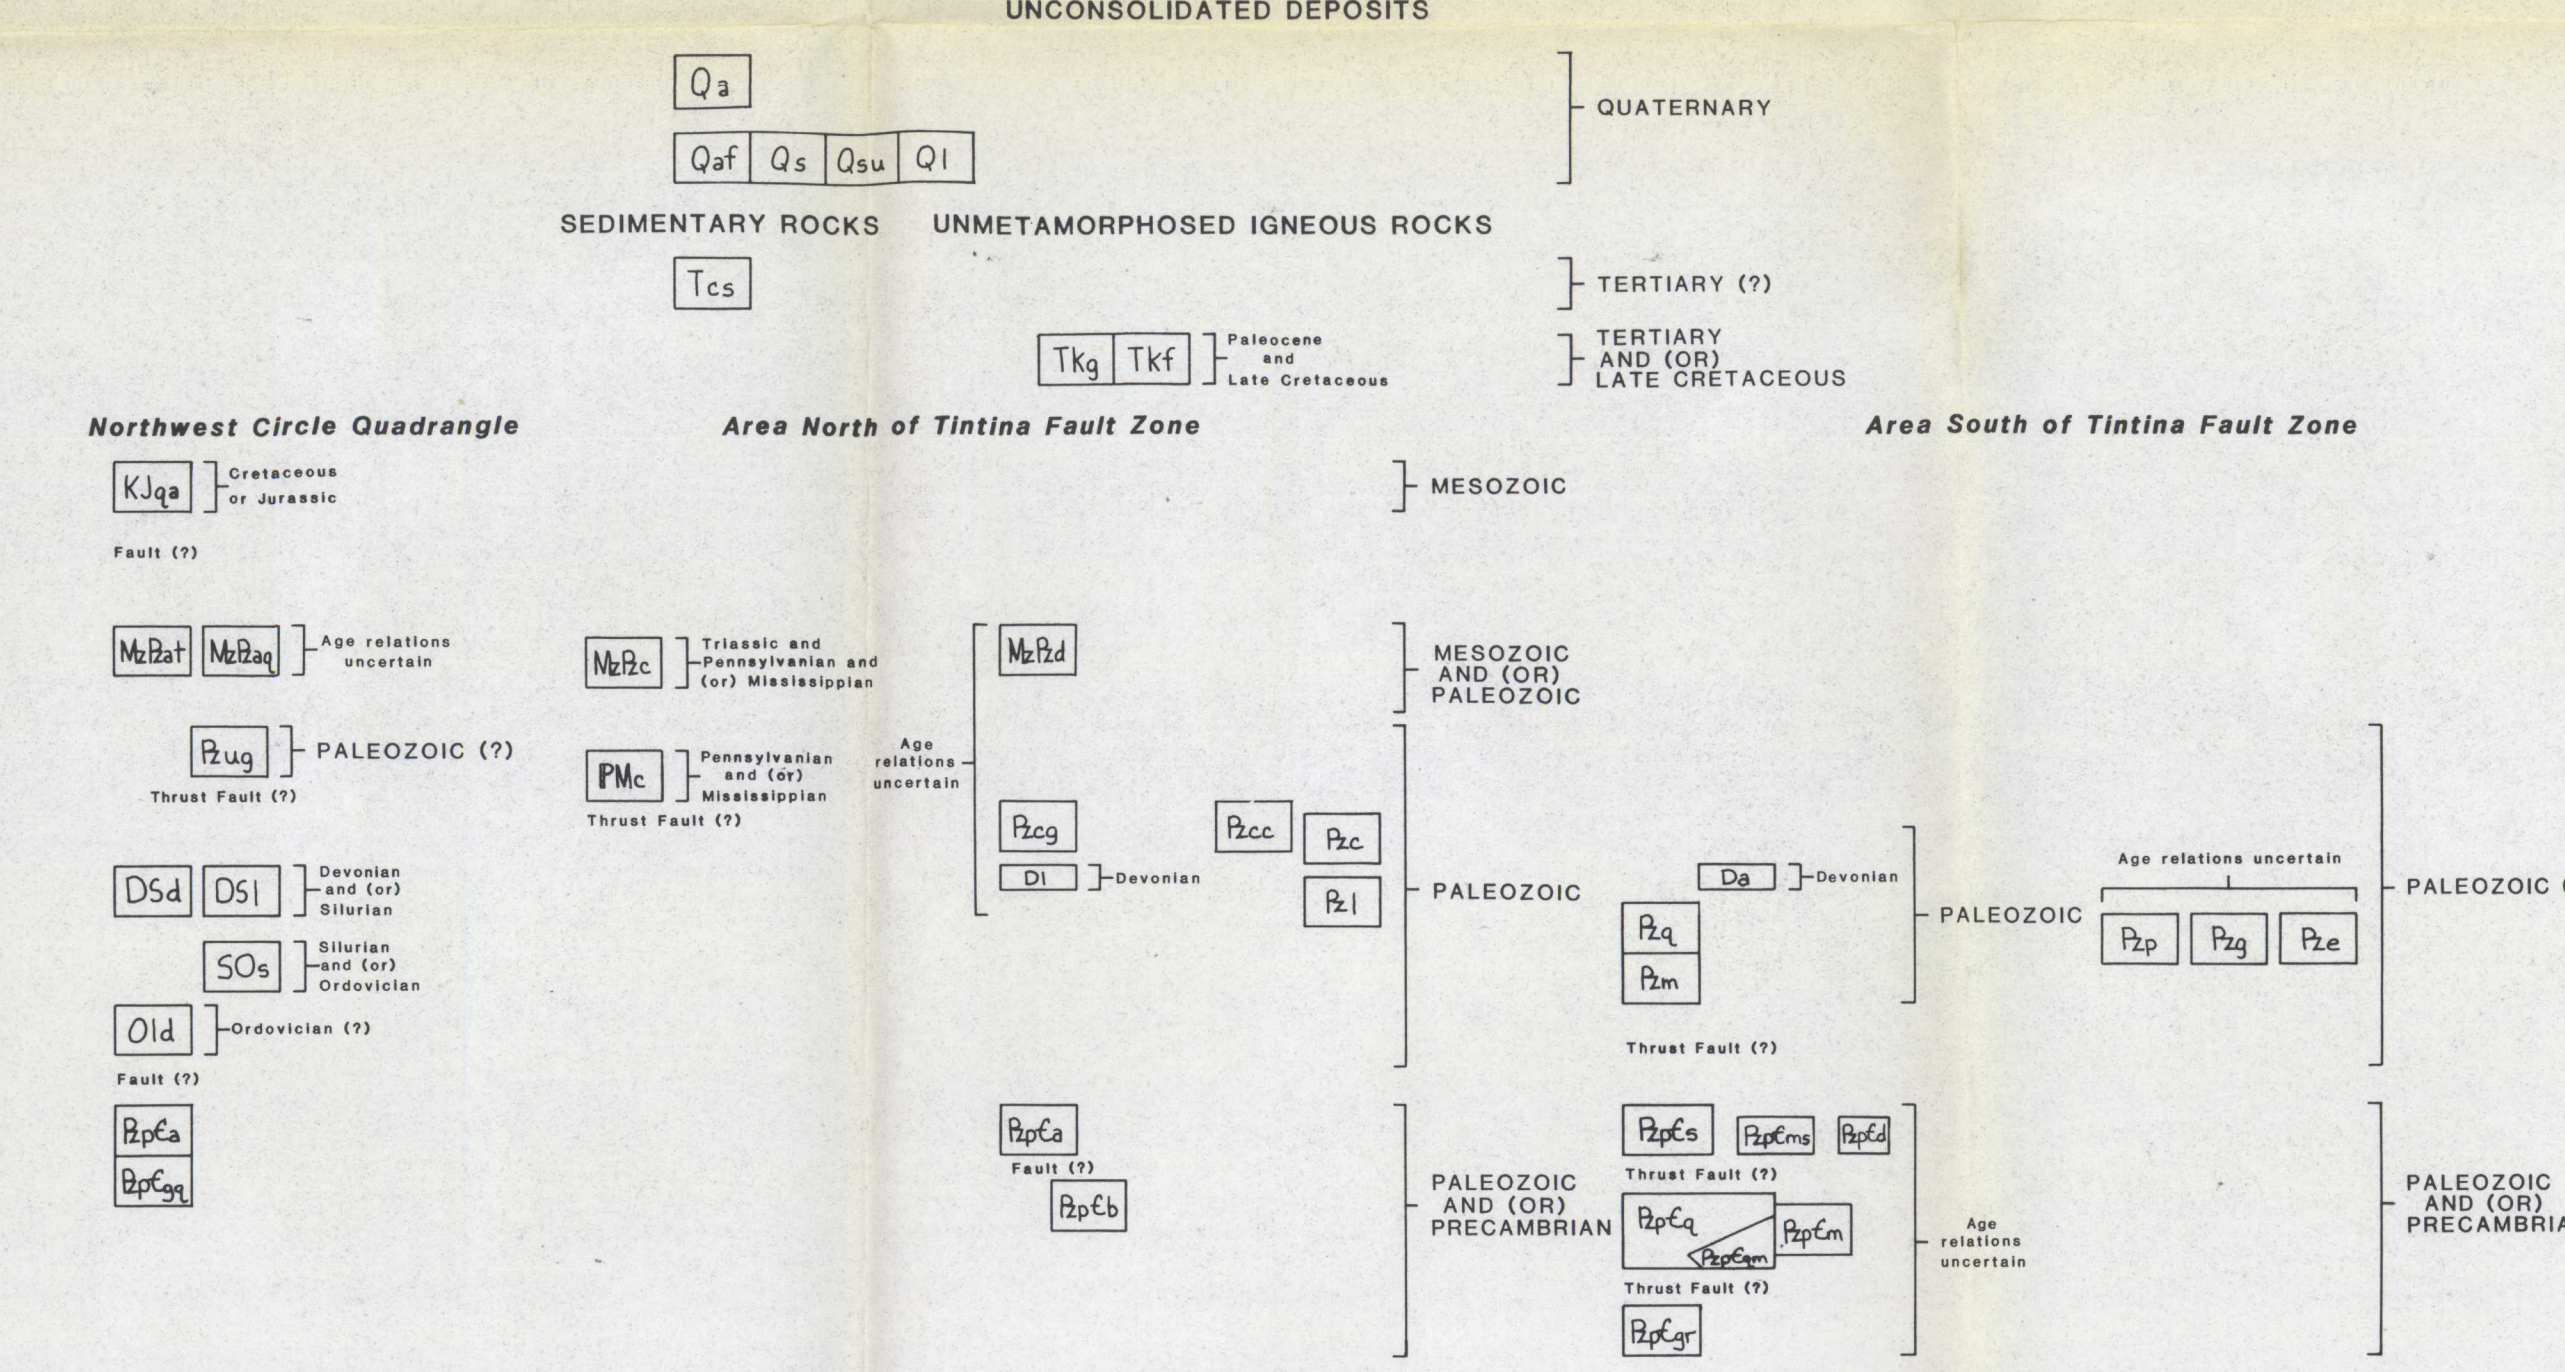 UNCONSOLIDATED DEPOSITS
Qa
QUATERNARY
Qaf Qs Qsu Ql
SEDIMENTARY ROCKS UNMETAMORPHOSED IGNEOUS ROCKS
Tcs
TERTIARY (?)
TKg TKf
Paleocene
and
Late Cretaceous
TERTIARY
AND (OR)
LATE CRETACEOUS
Northwest Circle Quadrangle
Area North of Tintina Fault Zone
Area South of Tintina Fault Zone
KJqa
Cretaceous
or Jurassic
MESOZOIC
Fault (?)
MzPzat MzPzaq
Age relations
uncertain
MzPzc
Triassic and
Pennsylvanian and
(or) Mississippian
MzPzd
MESOZOIC
AND (OR)
PALEOZOIC
Pzug
PALEOZOIC (?)
Thrust Fault (?)
PMc
Pennsylvanian
and (or)
Mississippian
Thrust Fault (?)
Age
relations
uncertain
Pzcg
Dl
Devonian
Pzcc
Pzc
Pzl
PALEOZOIC
Da
Devonian
Pzq
Pzm
PALEOZOIC
Thrust Fault (?)
Age relations uncertain
Pzp Pzg Pze
PALEOZOIC (
DSd DSl
Devonian
and (or)
Silurian
SOs
Silurian
and (or)
Ordovician
Old
Ordovician (?)
Fault (?)
PzpЄa
PzpЄgq
PzpЄa
Fault (?)
PzpЄb
PALEOZOIC
AND (OR)
PRECAMBRIAN
PzpЄs PzpЄms PzpЄd
Thrust Fault (?)
PzpЄq
PzpЄqm
PzpЄm
Thrust Fault (?)
PzpЄgr
Age
relations
uncertain
PALEOZOIC
AND (OR)
PRECAMBRIA